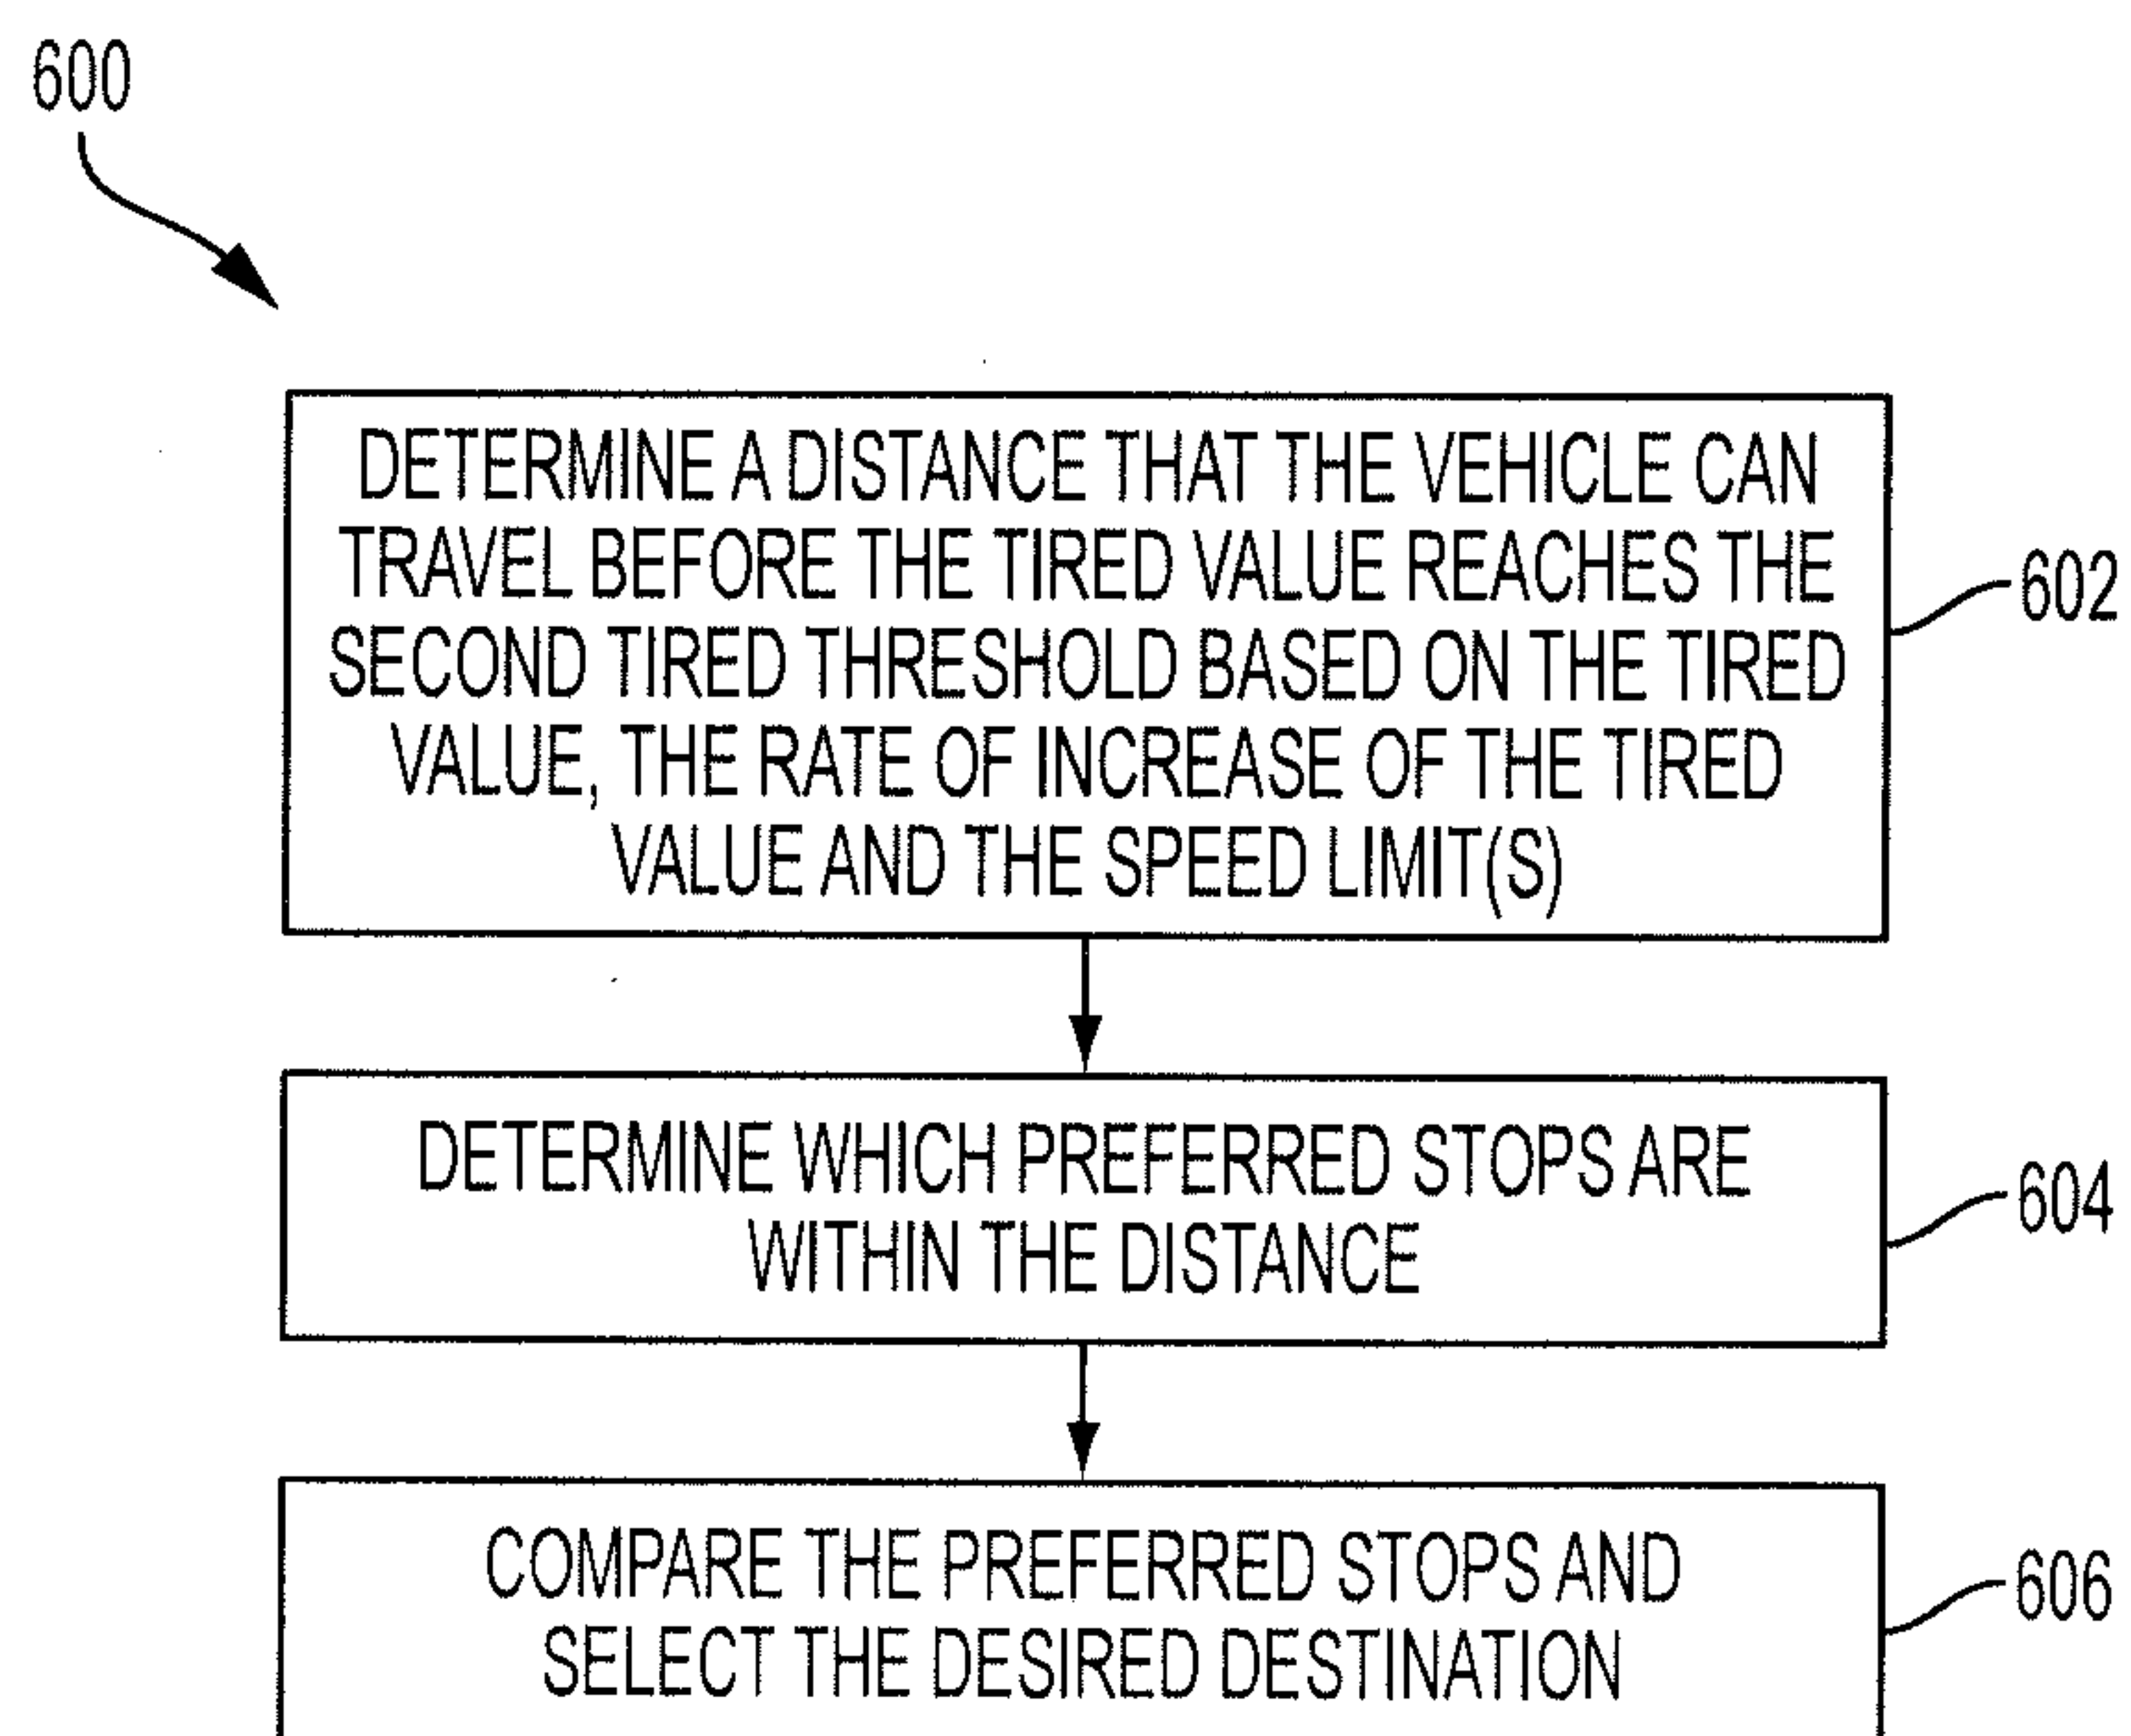 600
DETERMINE A DISTANCE THAT THE VEHICLE CAN
TRAVEL BEFORE THE TIRED VALUE REACHES THE
SECOND TIRED THRESHOLD BASED ON THE TIRED
VALUE, THE RATE OF INCREASE OF THE TIRED
VALUE AND THE SPEED LIMIT(S)
602
DETERMINE WHICH PREFERRED STOPS ARE
WITHIN THE DISTANCE
604
COMPARE THE PREFERRED STOPS AND
SELECT THE DESIRED DESTINATION
606